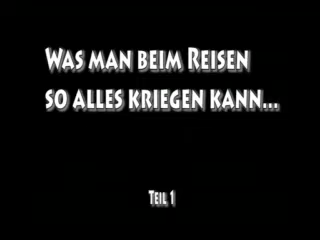 Was man beim Reisen
so alles kriegen kann...
Teil 1